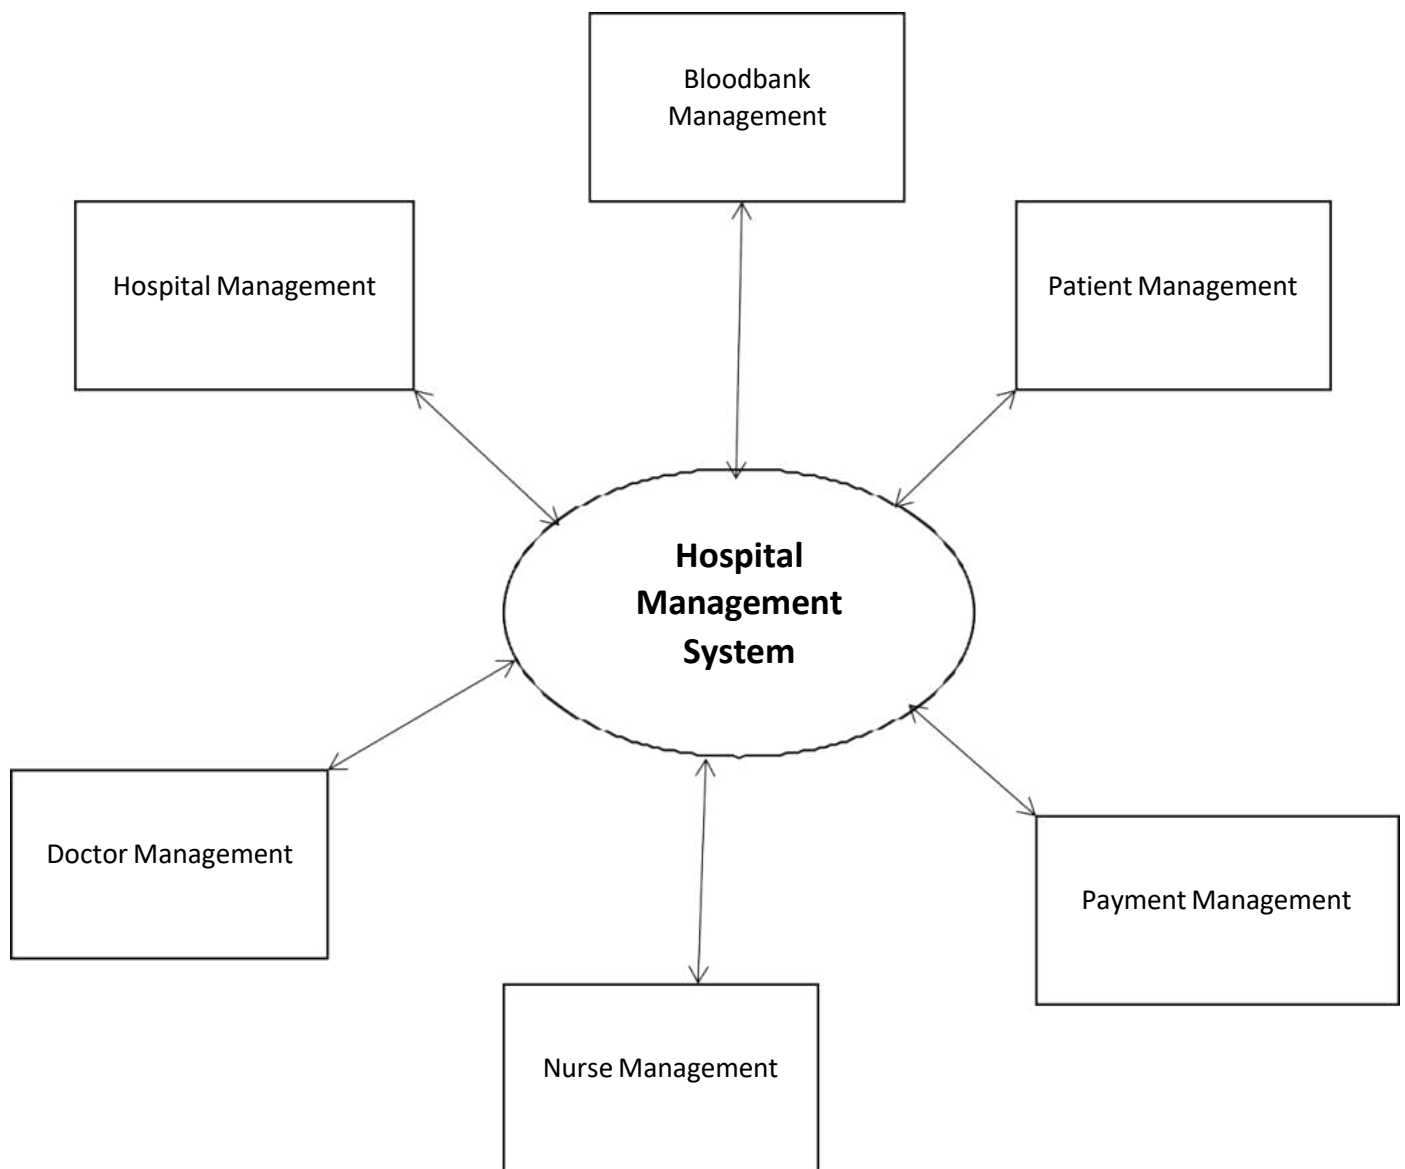 Bloodbank
Management
Hospital Management
Patient Management
Hospital
Management
System
Doctor Management
Payment Management
Nurse Management